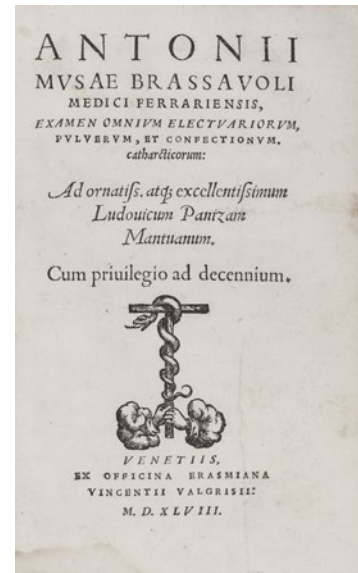 ANTONII
MVSAE BRASSAVOLI
MEDICI FERRARIENSIS,
EXAMEN OMNIVM ELECTVARIORVM,
PVLVERVM, ET CONFECTIONVM.
catharcticorum:
Ad ornatiſſ. atq; excellentiſsimum
Ludouicum Panizam
Mantuanum.
Cum priuilegio ad decennium.
VENETIIS,
EX OFFICINA ERASMIANA
VINCENTII VALGRISII:
M. D. XLVIII.